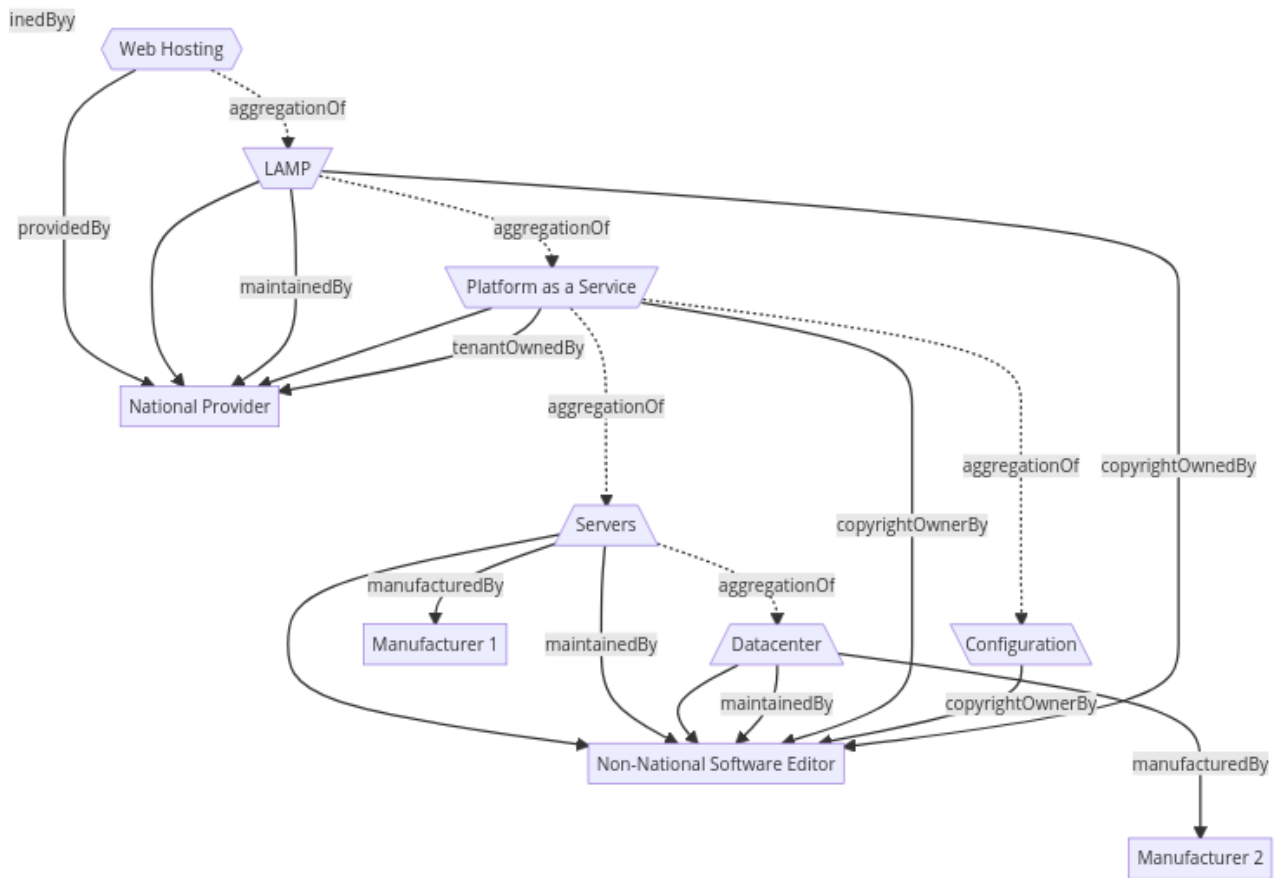 inedByy
Web Hosting
aggregationOf
LAMP
providedBy
aggregationOf
maintainedBy
Platform as a Service
tenantOwnedBy
National Provider
aggregationOf
aggregationOf
copyrightOwnedBy
Servers
copyrightOwnerBy
manufacturedBy
aggregationOf
Manufacturer 1
maintainedBy
Datacenter
Configuration
maintainedBy
copyrightOwnerBy
Non-National Software Editor
manufacturedBy
Manufacturer 2